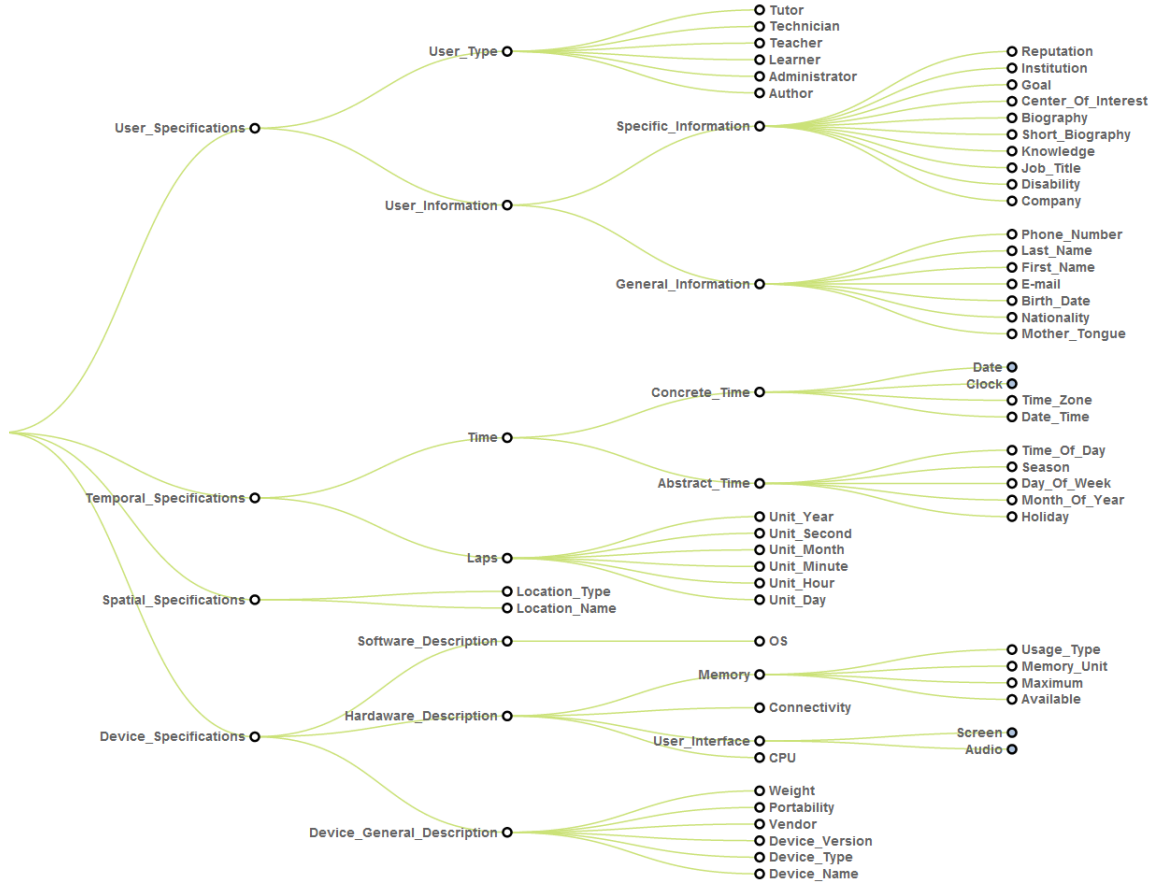 User_Specifications
User_Type
Tutor
Technician
Teacher
Learner
Administrator
Author
User_Information
Specific_Information
Reputation
Institution
Goal
Center_Of_Interest
Biography
Short_Biography
Knowledge
Job_Title
Disability
Company
General_Information
Phone_Number
Last_Name
First_Name
E-mail
Birth_Date
Nationality
Mother_Tongue
Temporal_Specifications
Time
Concrete_Time
Date
Clock
Time_Zone
Date_Time
Abstract_Time
Time_Of_Day
Season
Day_Of_Week
Month_Of_Year
Holiday
Laps
Unit_Year
Unit_Second
Unit_Month
Unit_Minute
Unit_Hour
Unit_Day
Spatial_Specifications
Location_Type
Location_Name
Device_Specifications
Software_Description
OS
Hardaware_Description
Memory
Usage_Type
Memory_Unit
Maximum
Available
Connectivity
User_Interface
Screen
Audio
CPU
Device_General_Description
Weight
Portability
Vendor
Device_Version
Device_Type
Device_Name